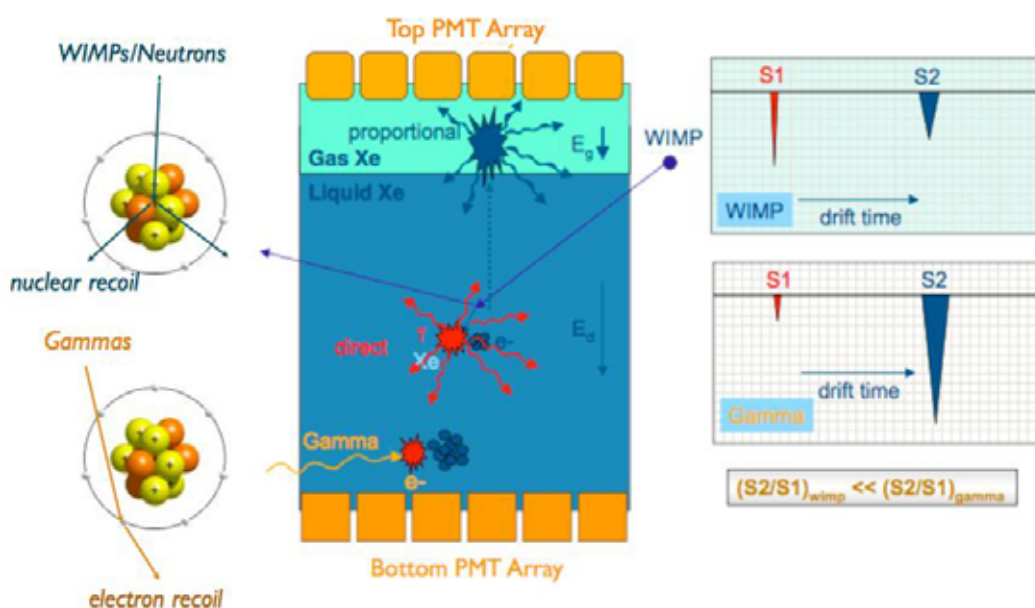 Top PMT Array
WIMPs/Neutrons
nuclear recoil
Gammas
electron recoil
proportional
Gas Xe
Liquid Xe
E_g
WIMP
direct
Xe
e-
E_d
Gamma
e-
Bottom PMT Array
S1 S2
WIMP drift time
S1 S2
drift time
Gamma
(S2/S1)wimp << (S2/S1)gamma